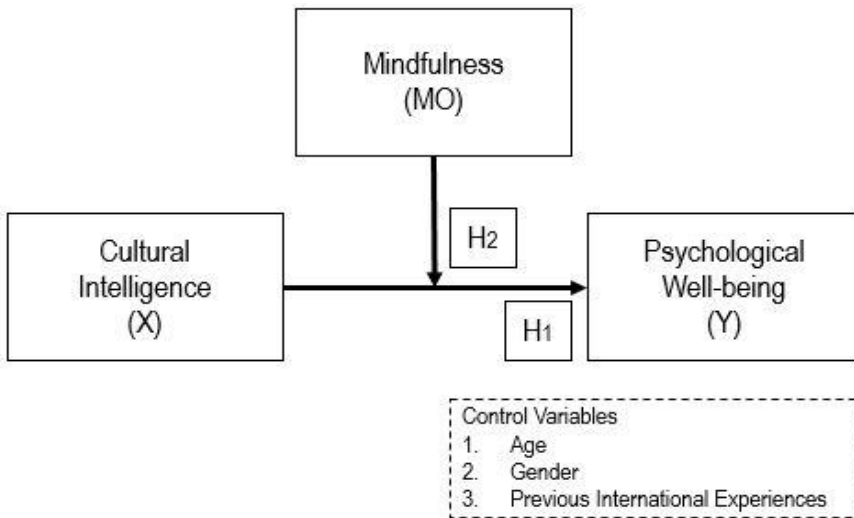 Mindfulness
(MO)
H2
Cultural
Intelligence
(X)
Psychological
Well-being
(Y)
H1
Control Variables
1. Age
2. Gender
3. Previous International Experiences